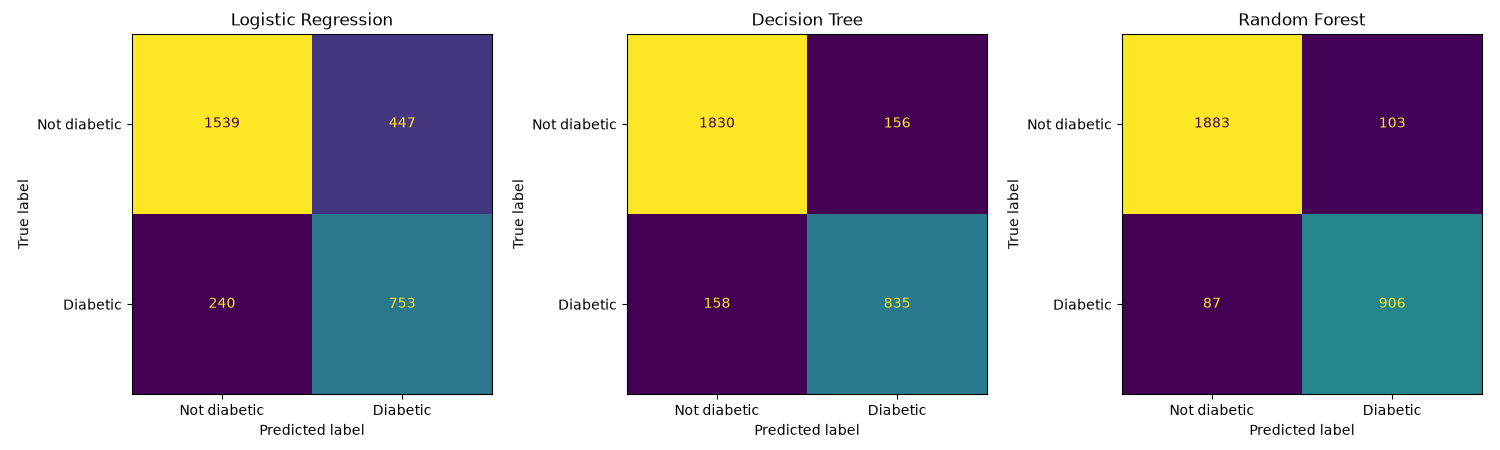 Logistic Regression
True label
Not diabetic
1539 447
Diabetic
240 753
Not diabetic Diabetic
Predicted label
Decision Tree
True label
Not diabetic
1830 156
Diabetic
158 835
Not diabetic Diabetic
Predicted label
Random Forest
True label
Not diabetic
1883 103
Diabetic
87 906
Not diabetic Diabetic
Predicted label